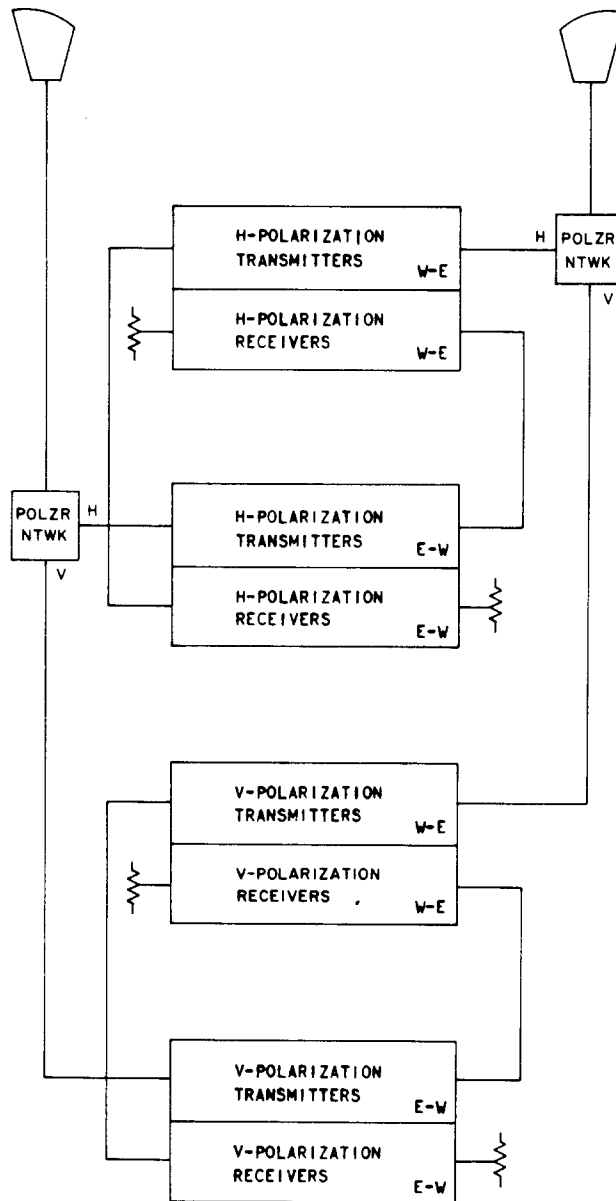 H-POLARIZATION
TRANSMITTERS
W-E
H
POLZR
NTWK
V
H-POLARIZATION
RECEIVERS
W-E
POLZR
NTWK
H
V
H-POLARIZATION
TRANSMITTERS
E-W
H-POLARIZATION
RECEIVERS
E-W
V-POLARIZATION
TRANSMITTERS
W-E
V-POLARIZATION
RECEIVERS
W-E
V-POLARIZATION
TRANSMITTERS
E-W
V-POLARIZATION
RECEIVERS
E-W